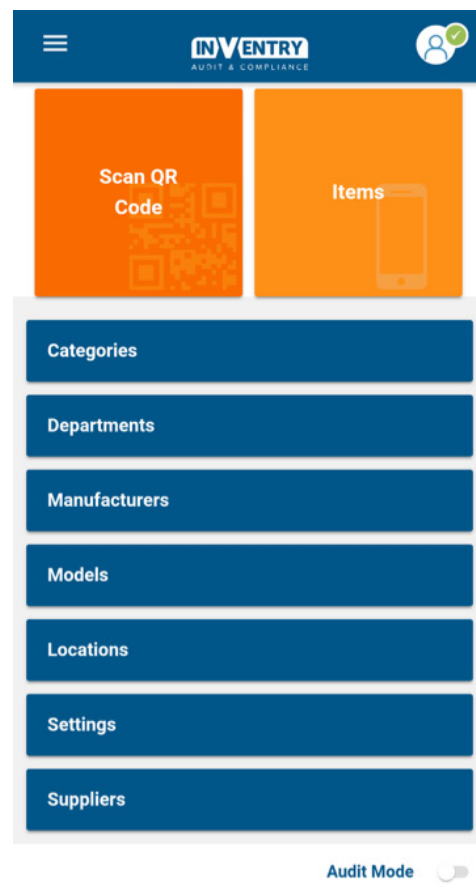 INVENTRY
AUDIT & COMPLIANCE
Scan QR
Code
Items
Categories
Departments
Manufacturers
Models
Locations
Settings
Suppliers
Audit Mode